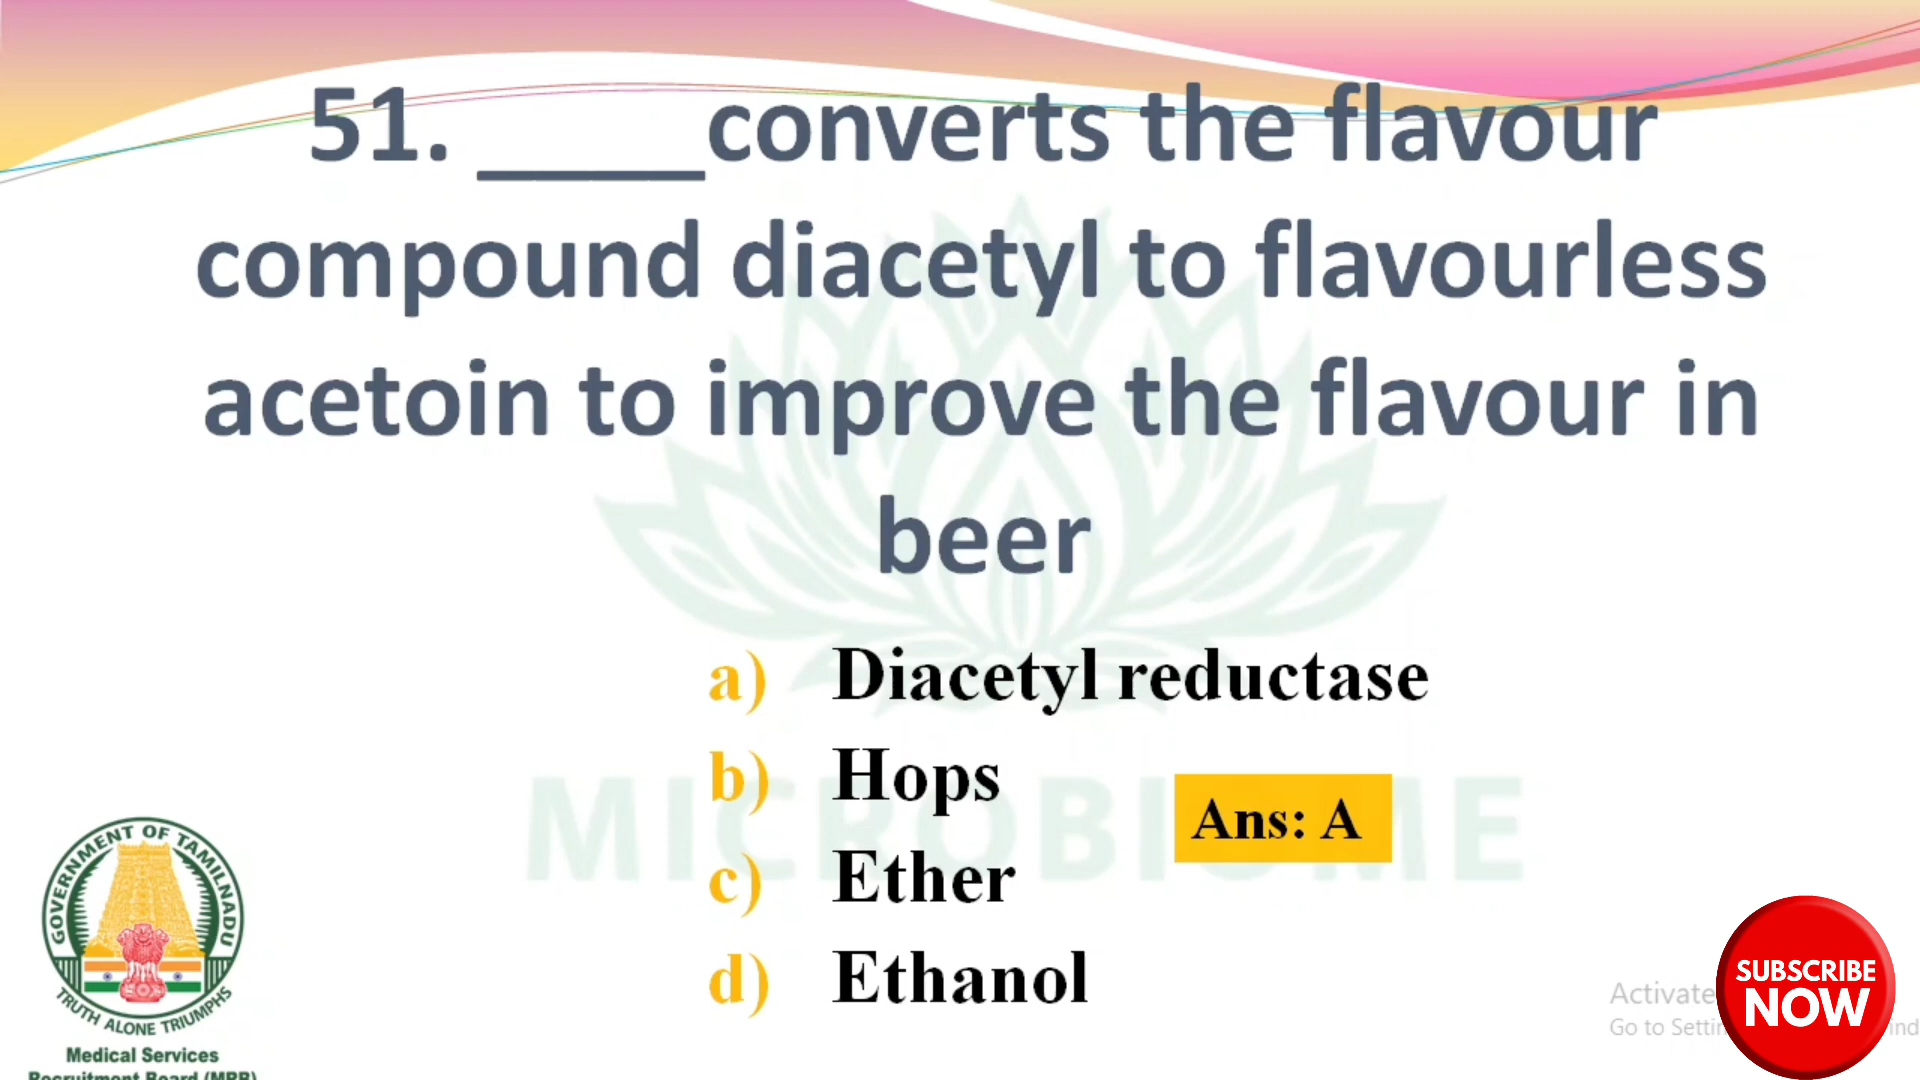 51. ____converts the flavour
compound diacetyl to flavourless
acetoin to improve the flavour in
beer
a) Diacetyl reductase
b) Hops
c) Ether
d) Ethanol
Ans: A
MICROBIOME
GOVERNMENT OF TAMILNADU
TRUTH ALONE TRIUMPHS
Medical Services
Recruitment Board (MRB)
Activate
Go to Settin
SUBSCRIBE
NOW